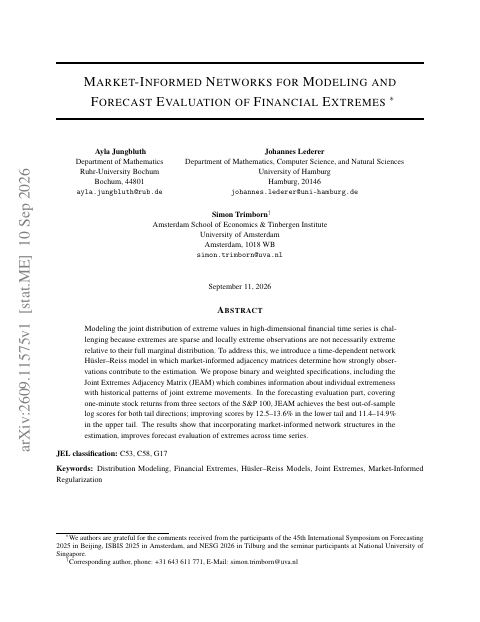 MARKET-INFORMED NETWORKS FOR MODELING AND
FORECAST EVALUATION OF FINANCIAL EXTREMES *
Ayla Jungbluth
Department of Mathematics
Ruhr-University Bochum
Bochum, 44801
ayla.jungbluth@rub.de
Johannes Lederer
Department of Mathematics, Computer Science, and Natural Sciences
University of Hamburg
Hamburg, 20146
johannes.lederer@uni-hamburg.de
Simon Trimborn†
Amsterdam School of Economics & Tinbergen Institute
University of Amsterdam
Amsterdam, 1018 WB
simon.trimborn@uva.nl
September 11, 2026
ABSTRACT
Modeling the joint distribution of extreme values in high-dimensional financial time series is chal-
lenging because extremes are sparse and locally extreme observations are not necessarily extreme
relative to their full marginal distribution. To address this, we introduce a time-dependent network
Hüsler–Reiss model in which market-informed adjacency matrices determine how strongly obser-
vations contribute to the estimation. We propose binary and weighted specifications, including the
Joint Extremes Adjacency Matrix (JEAM) which combines information about individual extremeness
with historical patterns of joint extreme movements. In the forecasting evaluation part, covering
one-minute stock returns from three sectors of the S&P 100, JEAM achieves the best out-of-sample
log scores for both tail directions; improving scores by 12.5–13.6% in the lower tail and 11.4–14.9%
in the upper tail. The results show that incorporating market-informed network structures in the
estimation, improves forecast evaluation of extremes across time series.
JEL classification: C53, C58, G17
Keywords: Distribution Modeling, Financial Extremes, Hüsler–Reiss Models, Joint Extremes, Market-Informed
Regularization
*We authors are grateful for the comments received from the participants of the 45th International Symposium on Forecasting
2025 in Beijing, ISBIS 2025 in Amsterdam, and NESG 2026 in Tilburg and the seminar participants at National University of
Singapore.
†Corresponding author, phone: +31 643 611 771, E-Mail: simon.trimborn@uva.nl
arXiv:2609.11575v1 [stat.ME] 10 Sep 2026